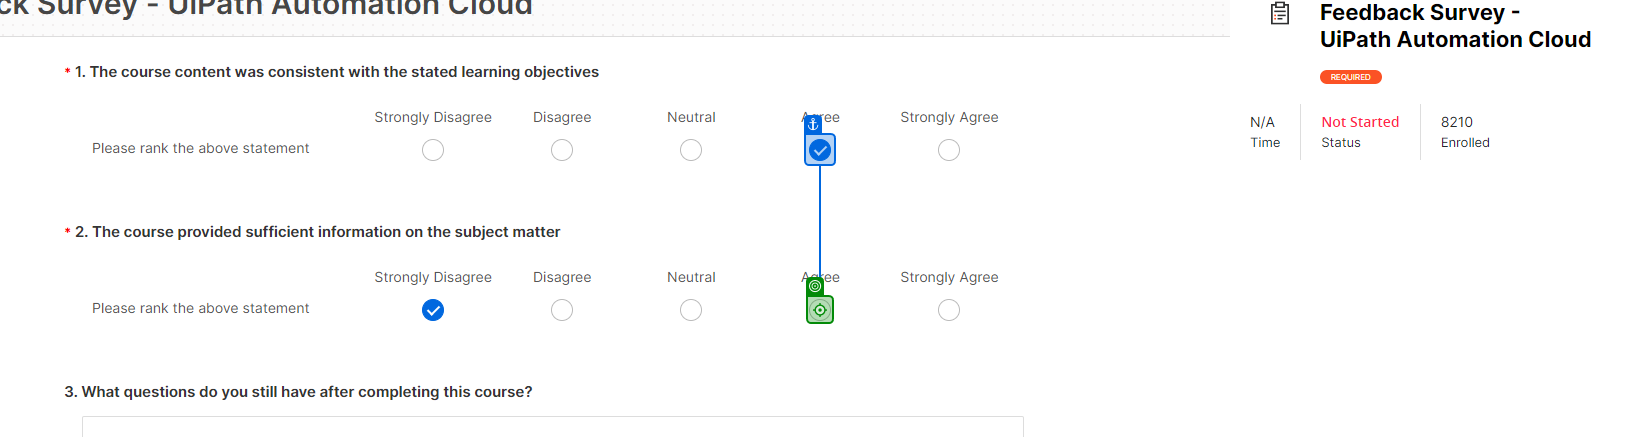 ck Survey - UiPath Automation Cloud
* 1. The course content was consistent with the stated learning objectives
Strongly Disagree Disagree Neutral Agree Strongly Agree
Please rank the above statement
* 2. The course provided sufficient information on the subject matter
Strongly Disagree Disagree Neutral Agree Strongly Agree
Please rank the above statement
3. What questions do you still have after completing this course?
Feedback Survey -
UiPath Automation Cloud
REQUIRED
N/A Not Started 8210
Time Status Enrolled